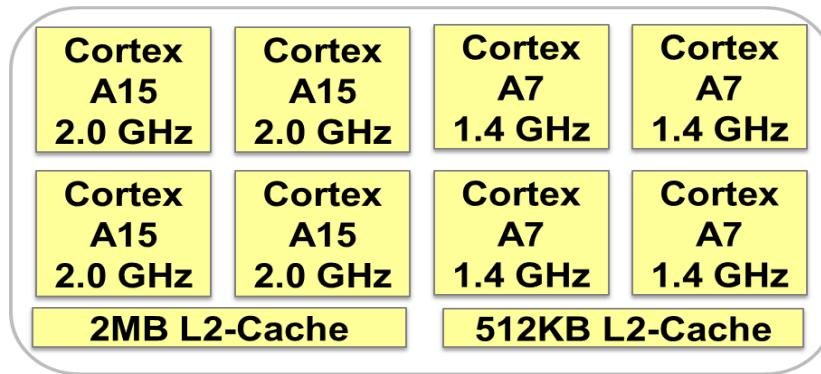 Cortex
A15
2.0 GHz
Cortex
A15
2.0 GHz
Cortex
A7
1.4 GHz
Cortex
A7
1.4 GHz
Cortex
A15
2.0 GHz
Cortex
A15
2.0 GHz
Cortex
A7
1.4 GHz
Cortex
A7
1.4 GHz
2MB L2-Cache
512KB L2-Cache